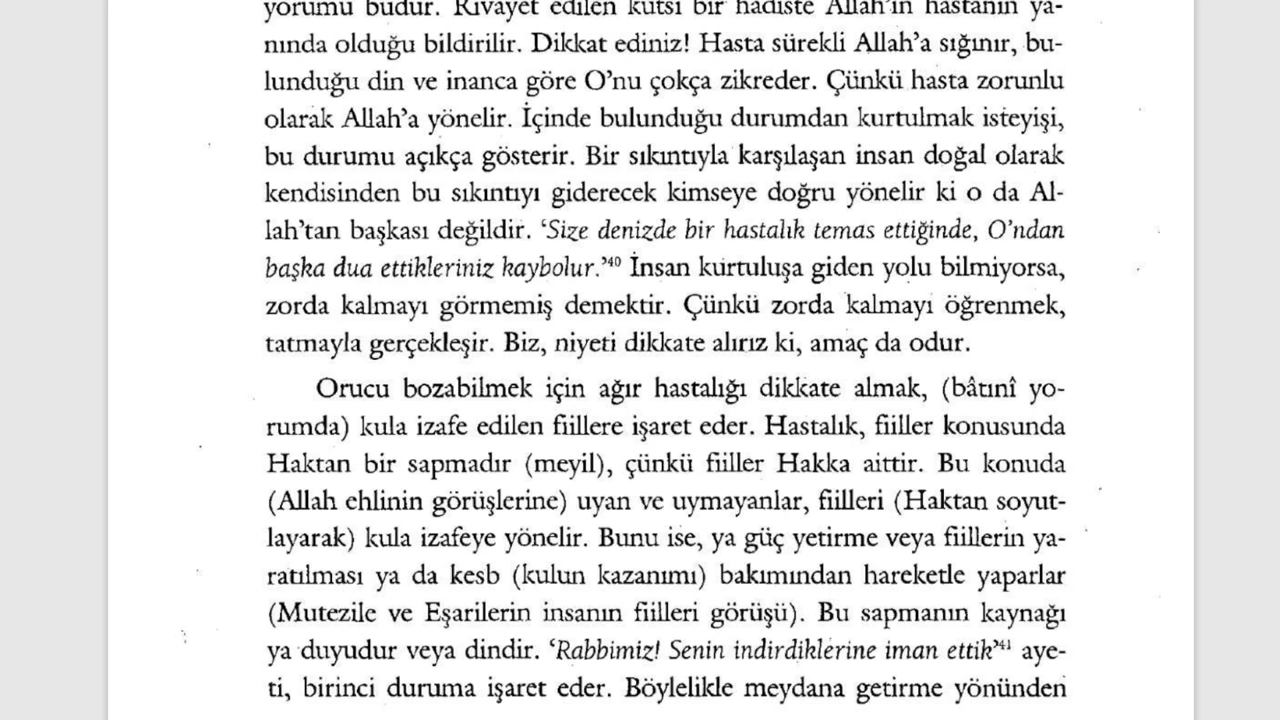 yorumu budur. Rivayet edilen kutsi bir hadiste Allah'ın hastanın ya-
nında olduğu bildirilir. Dikkat ediniz! Hasta sürekli Allah'a sığınır, bu-
lunduğu din ve inanca göre O'nu çokça zikreder. Çünkü hasta zorunlu
olarak Allah'a yönelir. İçinde bulunduğu durumdan kurtulmak isteyişi,
bu durumu açıkça gösterir. Bir sıkıntıyla karşılaşan insan doğal olarak
kendisinden bu sıkıntıyı giderecek kimseye doğru yönelir ki o da Al-
lah'tan başkası değildir. ‘Size denizde bir hastalık temas ettiğinde, O'ndan
başka dua ettikleriniz kaybolur.’⁴⁰ İnsan kurtuluşa giden yolu bilmiyorsa,
zorda kalmayı görmemiş demektir. Çünkü zorda kalmayı öğrenmek,
tatmayla gerçekleşir. Biz, niyeti dikkate alırız ki, amaç da odur.
Orucu bozabilmek için ağır hastalığı dikkate almak, (bâtınî yo-
rumda) kula izafe edilen fiillere işaret eder. Hastalık, fiiller konusunda
Haktan bir sapmadır (meyil), çünkü fiiller Hakka aittir. Bu konuda
(Allah ehlinin görüşlerine) uyan ve uymayanlar, fiilleri (Haktan soyut-
layarak) kula izafeye yönelir. Bunu ise, ya güç yetirme veya fiillerin ya-
ratılması ya da kesb (kulun kazanımı) bakımından hareketle yaparlar
(Mutezile ve Eşarilerin insanın fiilleri görüşü). Bu sapmanın kaynağı
ya duyudur veya dindir. ‘Rabbimiz! Senin indirdiklerine iman ettik’⁴¹ aye-
ti, birinci duruma işaret eder. Böylelikle meydana getirme yönünden